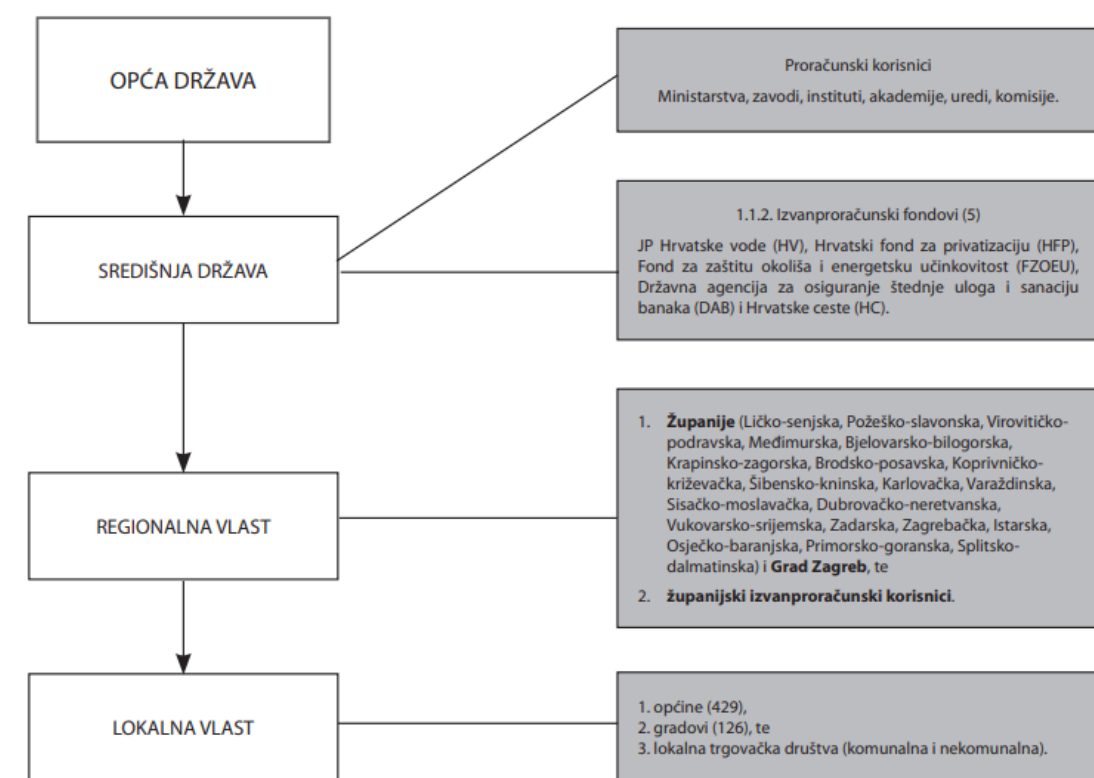 OPĆA DRŽAVA
Proračunski korisnici
Ministarstva, zavodi, instituti, akademije, uredi, komisije.
SREDIŠNJA DRŽAVA
1.1.2. Izvanproračunski fondovi (5)
JP Hrvatske vode (HV), Hrvatski fond za privatizaciju (HFP),
Fond za zaštitu okoliša i energetsku učinkovitost (FZOEU),
Državna agencija za osiguranje štednje uloga i sanaciju
banaka (DAB) i Hrvatske ceste (HC).
REGIONALNA VLAST
1. Županije (Ličko-senjska, Požeško-slavonska, Virovitičko-
podravska, Međimurska, Bjelovarsko-bilogorska,
Krapinsko-zagorska, Brodsko-posavska, Koprivničko-
križevačka, Šibensko-kninska, Karlovačka, Varaždinska,
Sisačko-moslavačka, Dubrovačko-neretvanska,
Vukovarsko-srijemska, Zadarska, Zagrebačka, Istarska,
Osječko-baranjska, Primorsko-goranska, Splitsko-
dalmatinska) i Grad Zagreb, te
2. županijski izvanproračunski korisnici.
LOKALNA VLAST
1. općine (429),
2. gradovi (126), te
3. lokalna trgovačka društva (komunalna i nekomunalna).